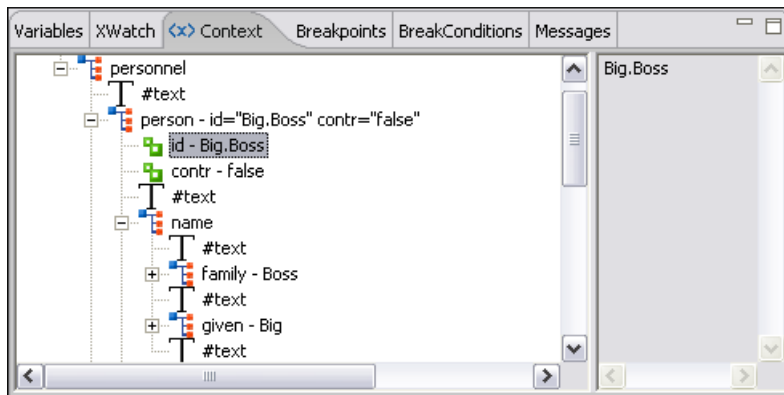 Variables XWatch <x> Context Breakpoints BreakConditions Messages
personnel
#text
person - id="Big.Boss" contr="false"
id - Big.Boss
contr - false
#text
name
#text
family - Boss
#text
given - Big
#text
Big.Boss